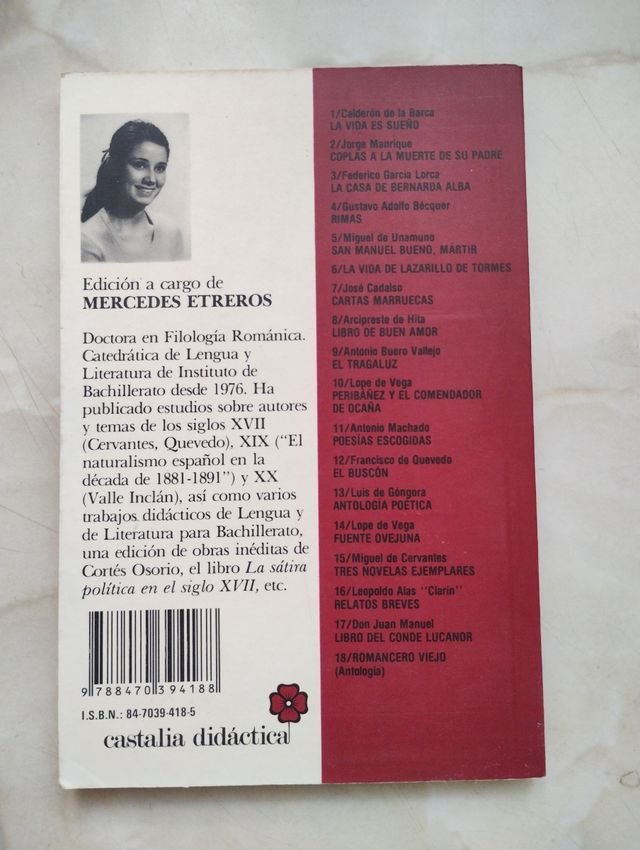 Edición a cargo de
MERCEDES ETREROS
Doctora en Filología Románica.
Catedrática de Lengua y
Literatura de Instituto de
Bachillerato desde 1976. Ha
publicado estudios sobre autores
y temas de los siglos XVII
(Cervantes, Quevedo), XIX ("El
naturalismo español en la
década de 1881-1891") y XX
(Valle Inclán), así como varios
trabajos didácticos de Lengua y
de Literatura para Bachillerato,
una edición de obras inéditas de
Cortés Osorio, el libro La sátira
política en el siglo XVII, etc.
9 788470 394188
I.S.B.N.: 84-7039-418-5
castalia didáctica
1/Calderón de la Barca
LA VIDA ES SUEÑO
2/Jorge Manrique
COPLAS A LA MUERTE DE SU PADRE
3/Federico García Lorca
LA CASA DE BERNARDA ALBA
4/Gustavo Adolfo Bécquer
RIMAS
5/Miguel de Unamuno
SAN MANUEL BUENO, MÁRTIR
6/LA VIDA DE LAZARILLO DE TORMES
7/José Cadalso
CARTAS MARRUECAS
8/Arcipreste de Hita
LIBRO DE BUEN AMOR
9/Antonio Buero Vallejo
EL TRAGALUZ
10/Lope de Vega
PERIBÁÑEZ Y EL COMENDADOR
DE OCAÑA
11/Antonio Machado
POESÍAS ESCOGIDAS
12/Francisco de Quevedo
EL BUSCÓN
13/Luis de Góngora
ANTOLOGÍA POÉTICA
14/Lope de Vega
FUENTE OVEJUNA
15/Miguel de Cervantes
TRES NOVELAS EJEMPLARES
16/Leopoldo Alas "Clarín"
RELATOS BREVES
17/Don Juan Manuel
LIBRO DEL CONDE LUCANOR
18/ROMANCERO VIEJO
(Antología)